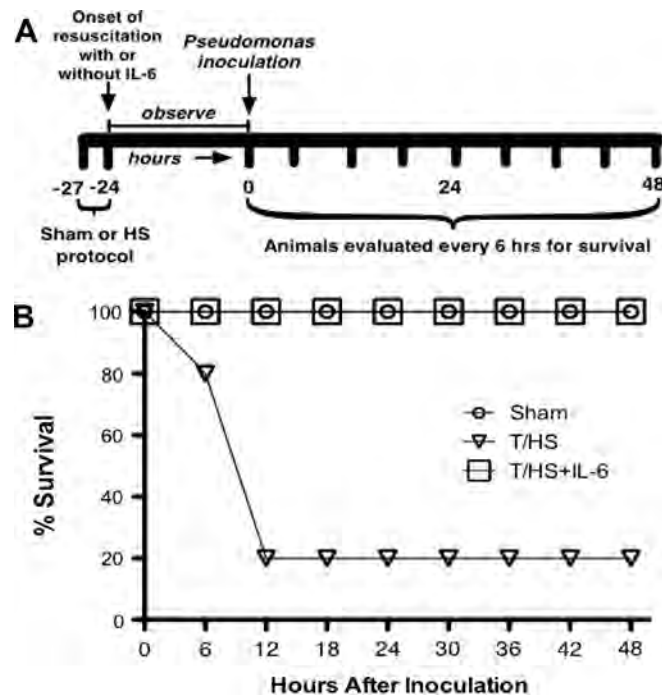 A
Onset of
resuscitation
with or
without IL-6
Pseudomonas
inoculation
observe
hours
-27 -24 0 24 48
Sham or HS
protocol
Animals evaluated every 6 hrs for survival
B
100
80
60
40
20
0
% Survival
Sham
T/HS
T/HS+IL-6
0 6 12 18 24 30 36 42 48
Hours After Inoculation